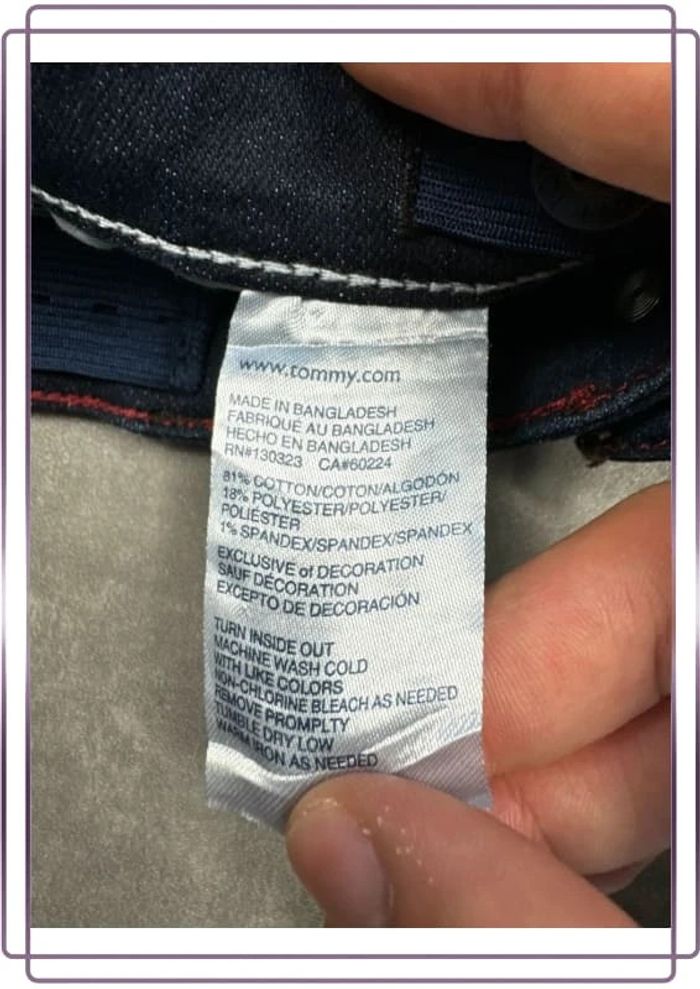 www.tommy.com
MADE IN BANGLADESH
FABRIQUÉ AU BANGLADESH
HECHO EN BANGLADESH
RN#130323 CA#60224
81% COTTON/COTON/ALGODÓN
18% POLYESTER/POLYESTER/
POLIÉSTER
1% SPANDEX/SPANDEX/SPANDEX
EXCLUSIVE of DECORATION
SAUF DÉCORATION
EXCEPTO DE DECORACIÓN
TURN INSIDE OUT
MACHINE WASH COLD
WITH LIKE COLORS
NON-CHLORINE BLEACH AS NEEDED
REMOVE PROMPLTY
TUMBLE DRY LOW
WARM IRON AS NEEDED